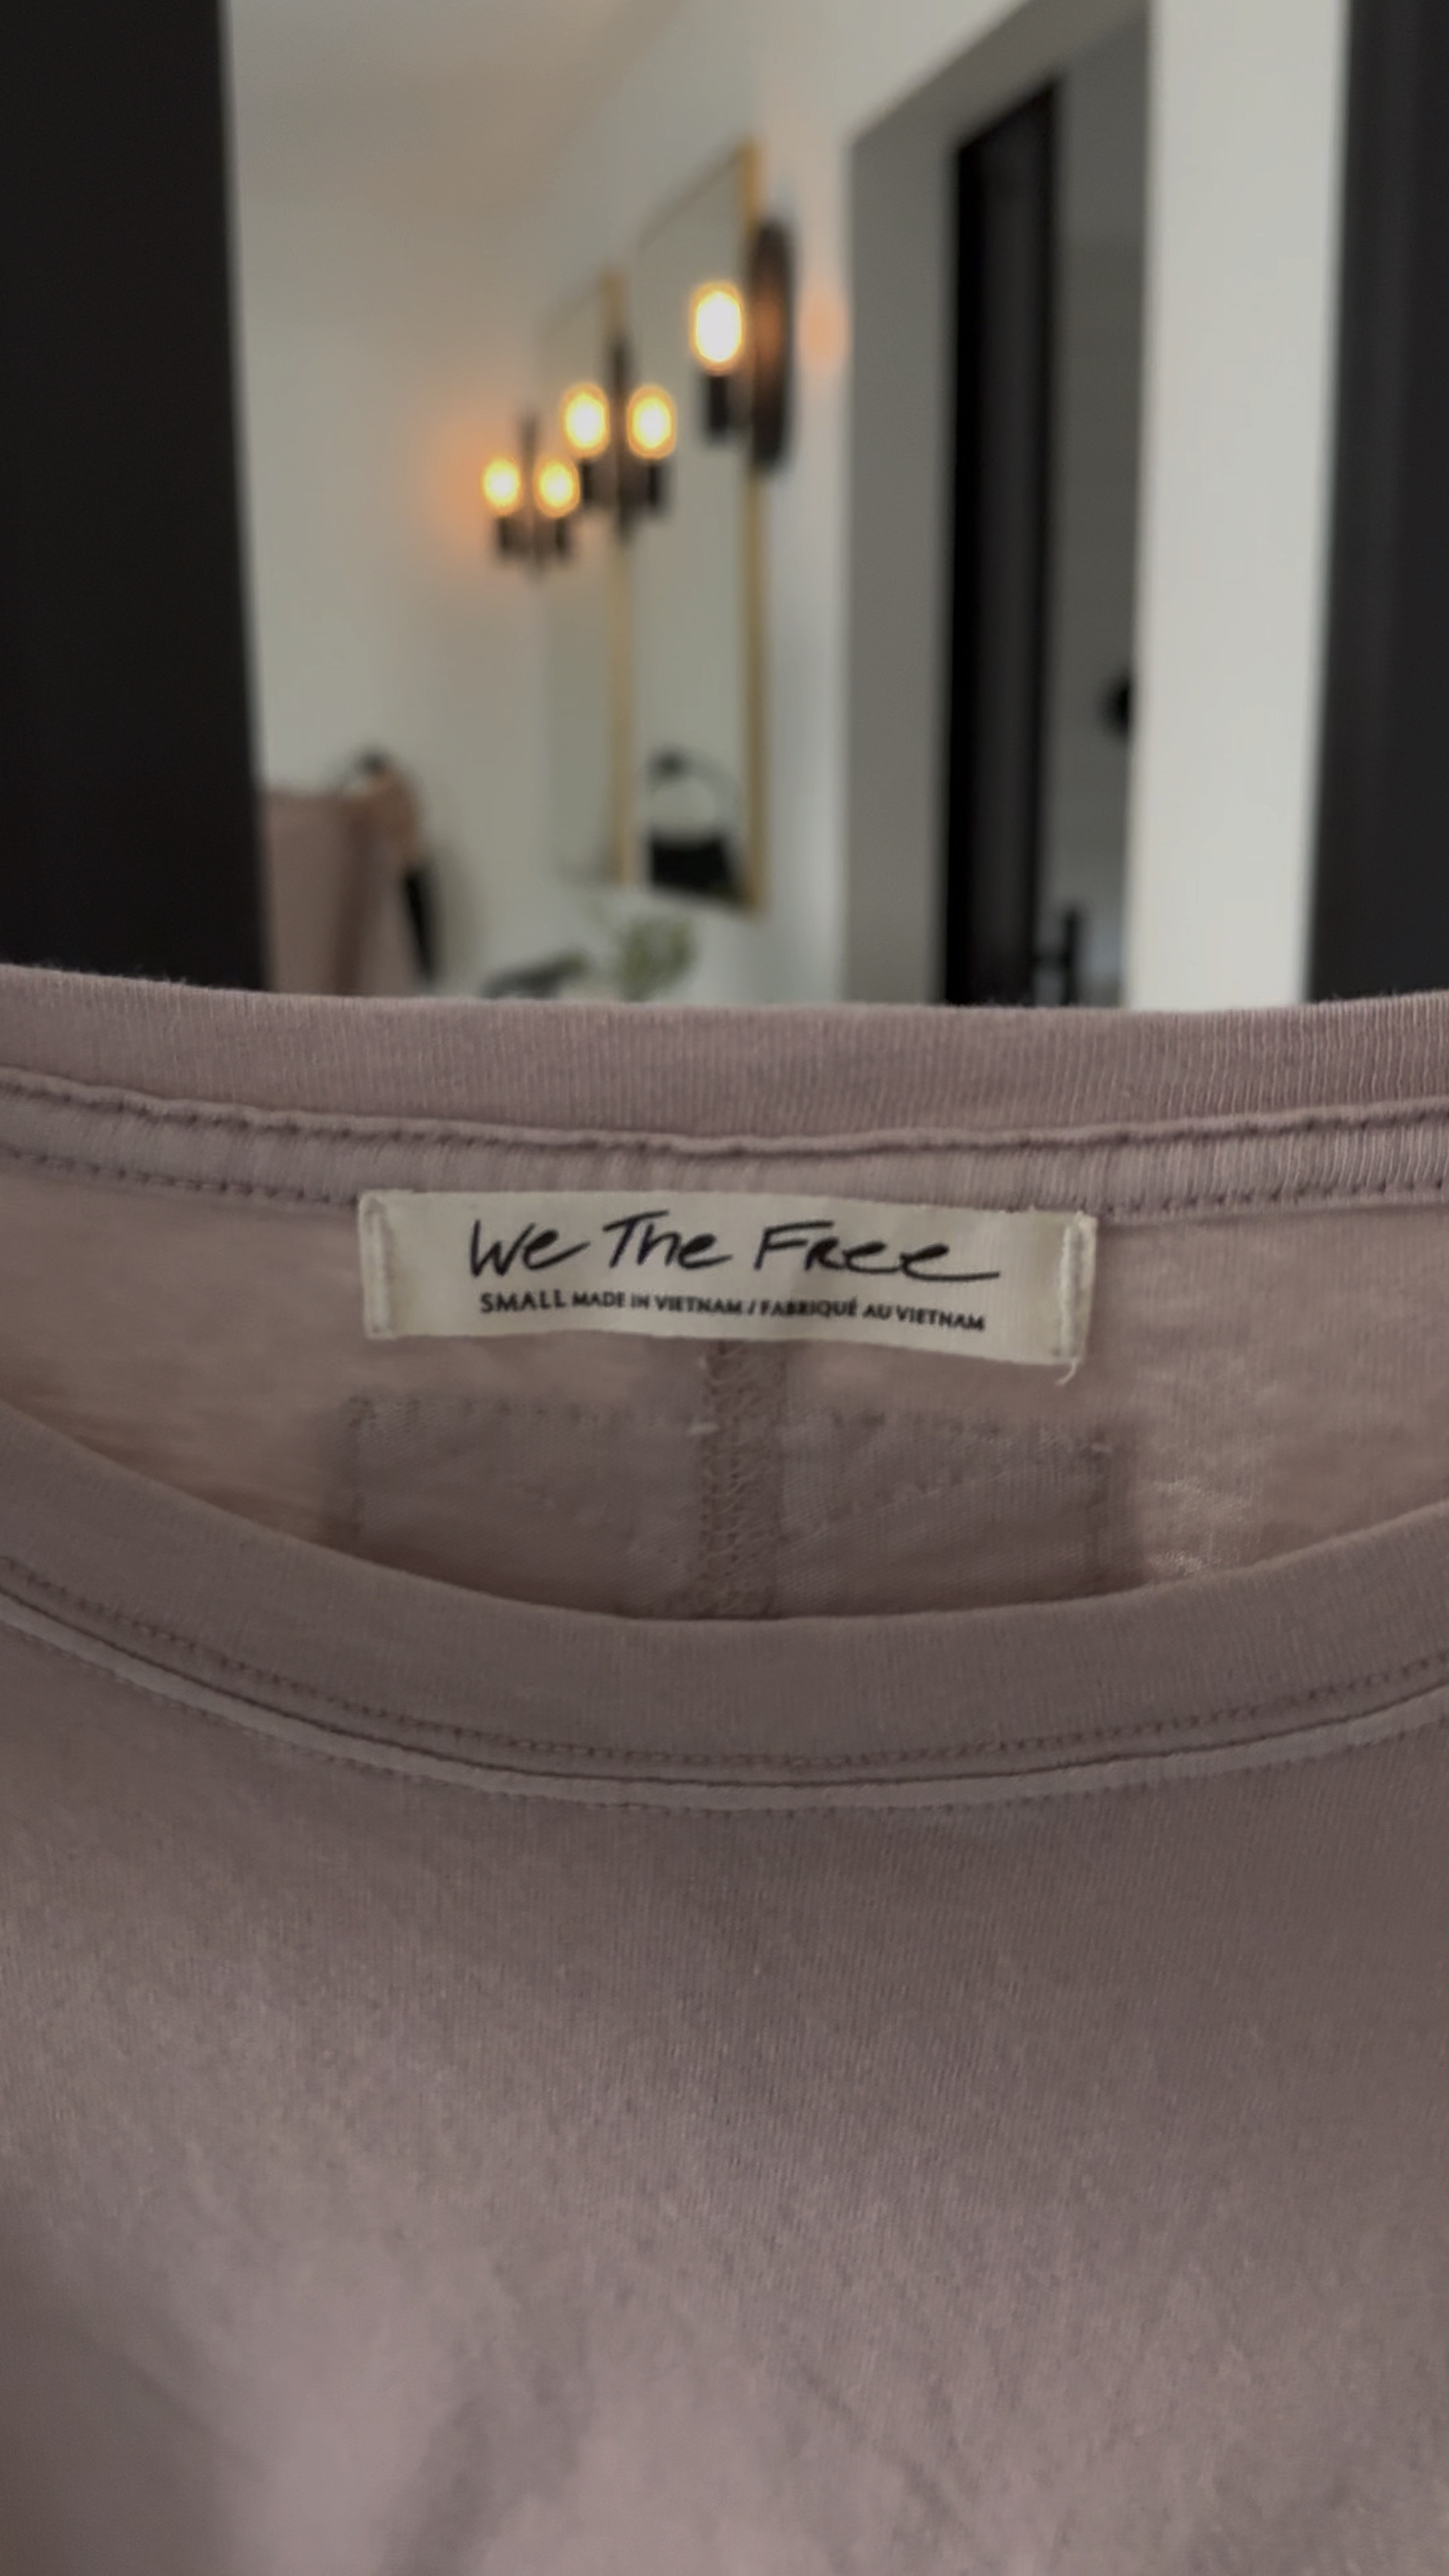 We The Free
SMALL MADE IN VIETNAM / FABRIQUÉ AU VIETNAM